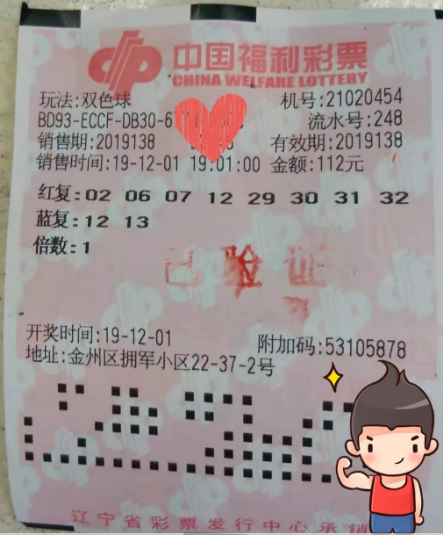 中国福利彩票
CHINA WELFARE LOTTERY
玩法:双色球 机号:21020454
BD93-ECCF-DB30-6 流水号:248
销售期:2019138 有效期:2019138
销售时间:19-12-01 19:01:00 金额:112元
红复:02 06 07 12 29 30 31 32
蓝复:12 13
倍数:1
已验证
开奖时间:19-12-01 附加码:53105878
地址:金州区拥军小区22-37-2号
辽宁省彩票发行中心承销